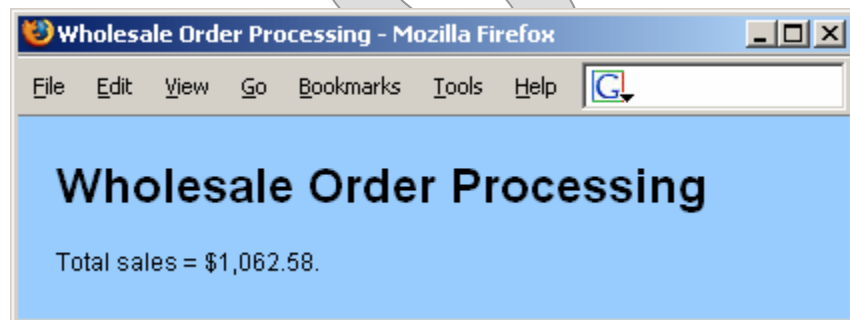 Wholesale Order Processing - Mozilla Firefox
File Edit View Go Bookmarks Tools Help G
Wholesale Order Processing
Total sales = $1,062.58.